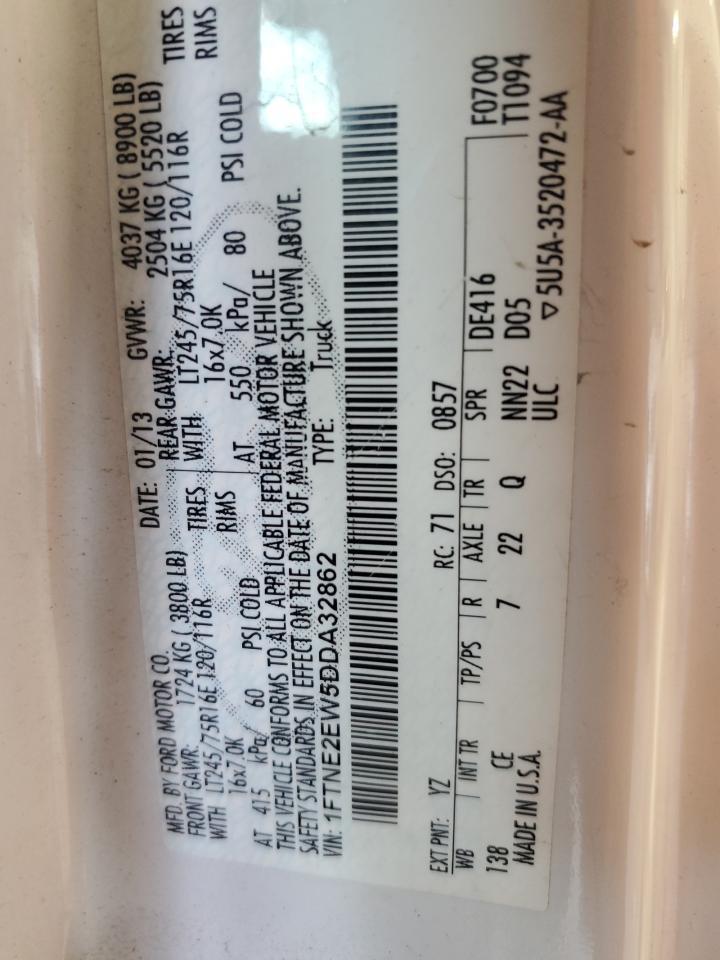 MFD. BY FORD MOTOR CO. DATE: 01/13 GVWR: 4037 KG ( 8900 LB)
FRONT GAWR: 1724 KG ( 3800 LB) REAR GAWR: 2504 KG ( 5520 LB)
WITH LT245/75R16E 120/116R TIRES WITH LT245/75R16E 120/116R TIRES
16x7.0K RIMS 16x7.0K RIMS
AT 415 kPa/ 60 PSI COLD AT 550 kPa/ 80 PSI COLD
THIS VEHICLE CONFORMS TO ALL APPLICABLE FEDERAL MOTOR VEHICLE
SAFETY STANDARDS IN EFFECT ON THE DATE OF MANUFACTURE SHOWN ABOVE.
VIN: 1FTNE2EW5DDA32862 TYPE: Truck
EXT PNT: YZ RC: 71 DSO: 0857
WB INT TR TP/PS R AXLE TR SPR DE416 F0700
138 CE 7 22 Q NN22 D05 T1094
MADE IN U.S.A. ULC ▽5U5A-3520472-AA